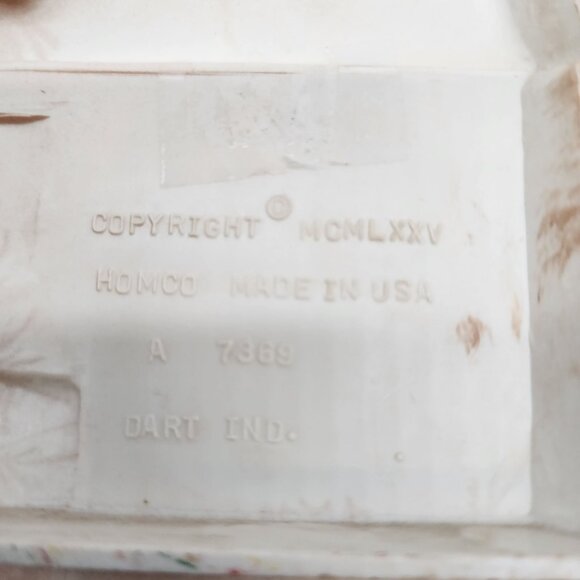 COPYRIGHT © MCMLXXV
HOMCO MADE IN USA
A 7369
DART IND.